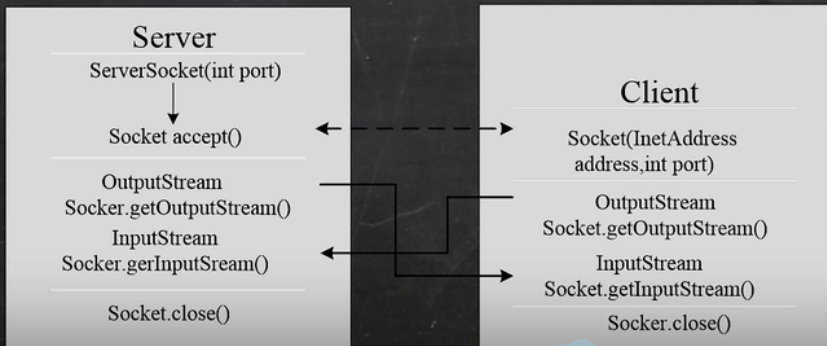 Server
ServerSocket(int port)
Socket accept()
OutputStream
Socker.getOutputStream()
InputStream
Socker.gerInputSream()
Socket.close()
Client
Socket(InetAddress
address,int port)
OutputStream
Socket.getOutputStream()
InputStream
Socket.getInputStream()
Socker.close()